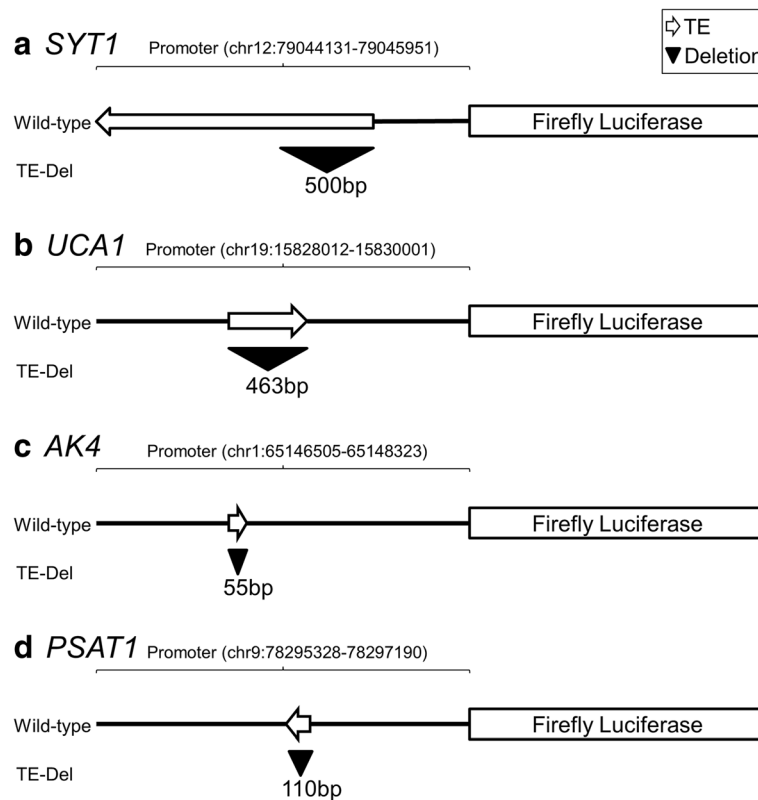 a SYT1 Promoter (chr12:79044131-79045951)
TE
Deletion
Wild-type Firefly Luciferase
TE-Del
500bp
b UCA1 Promoter (chr19:15828012-15830001)
Wild-type Firefly Luciferase
TE-Del
463bp
c AK4 Promoter (chr1:65146505-65148323)
Wild-type Firefly Luciferase
TE-Del
55bp
d PSAT1 Promoter (chr9:78295328-78297190)
Wild-type Firefly Luciferase
TE-Del
110bp